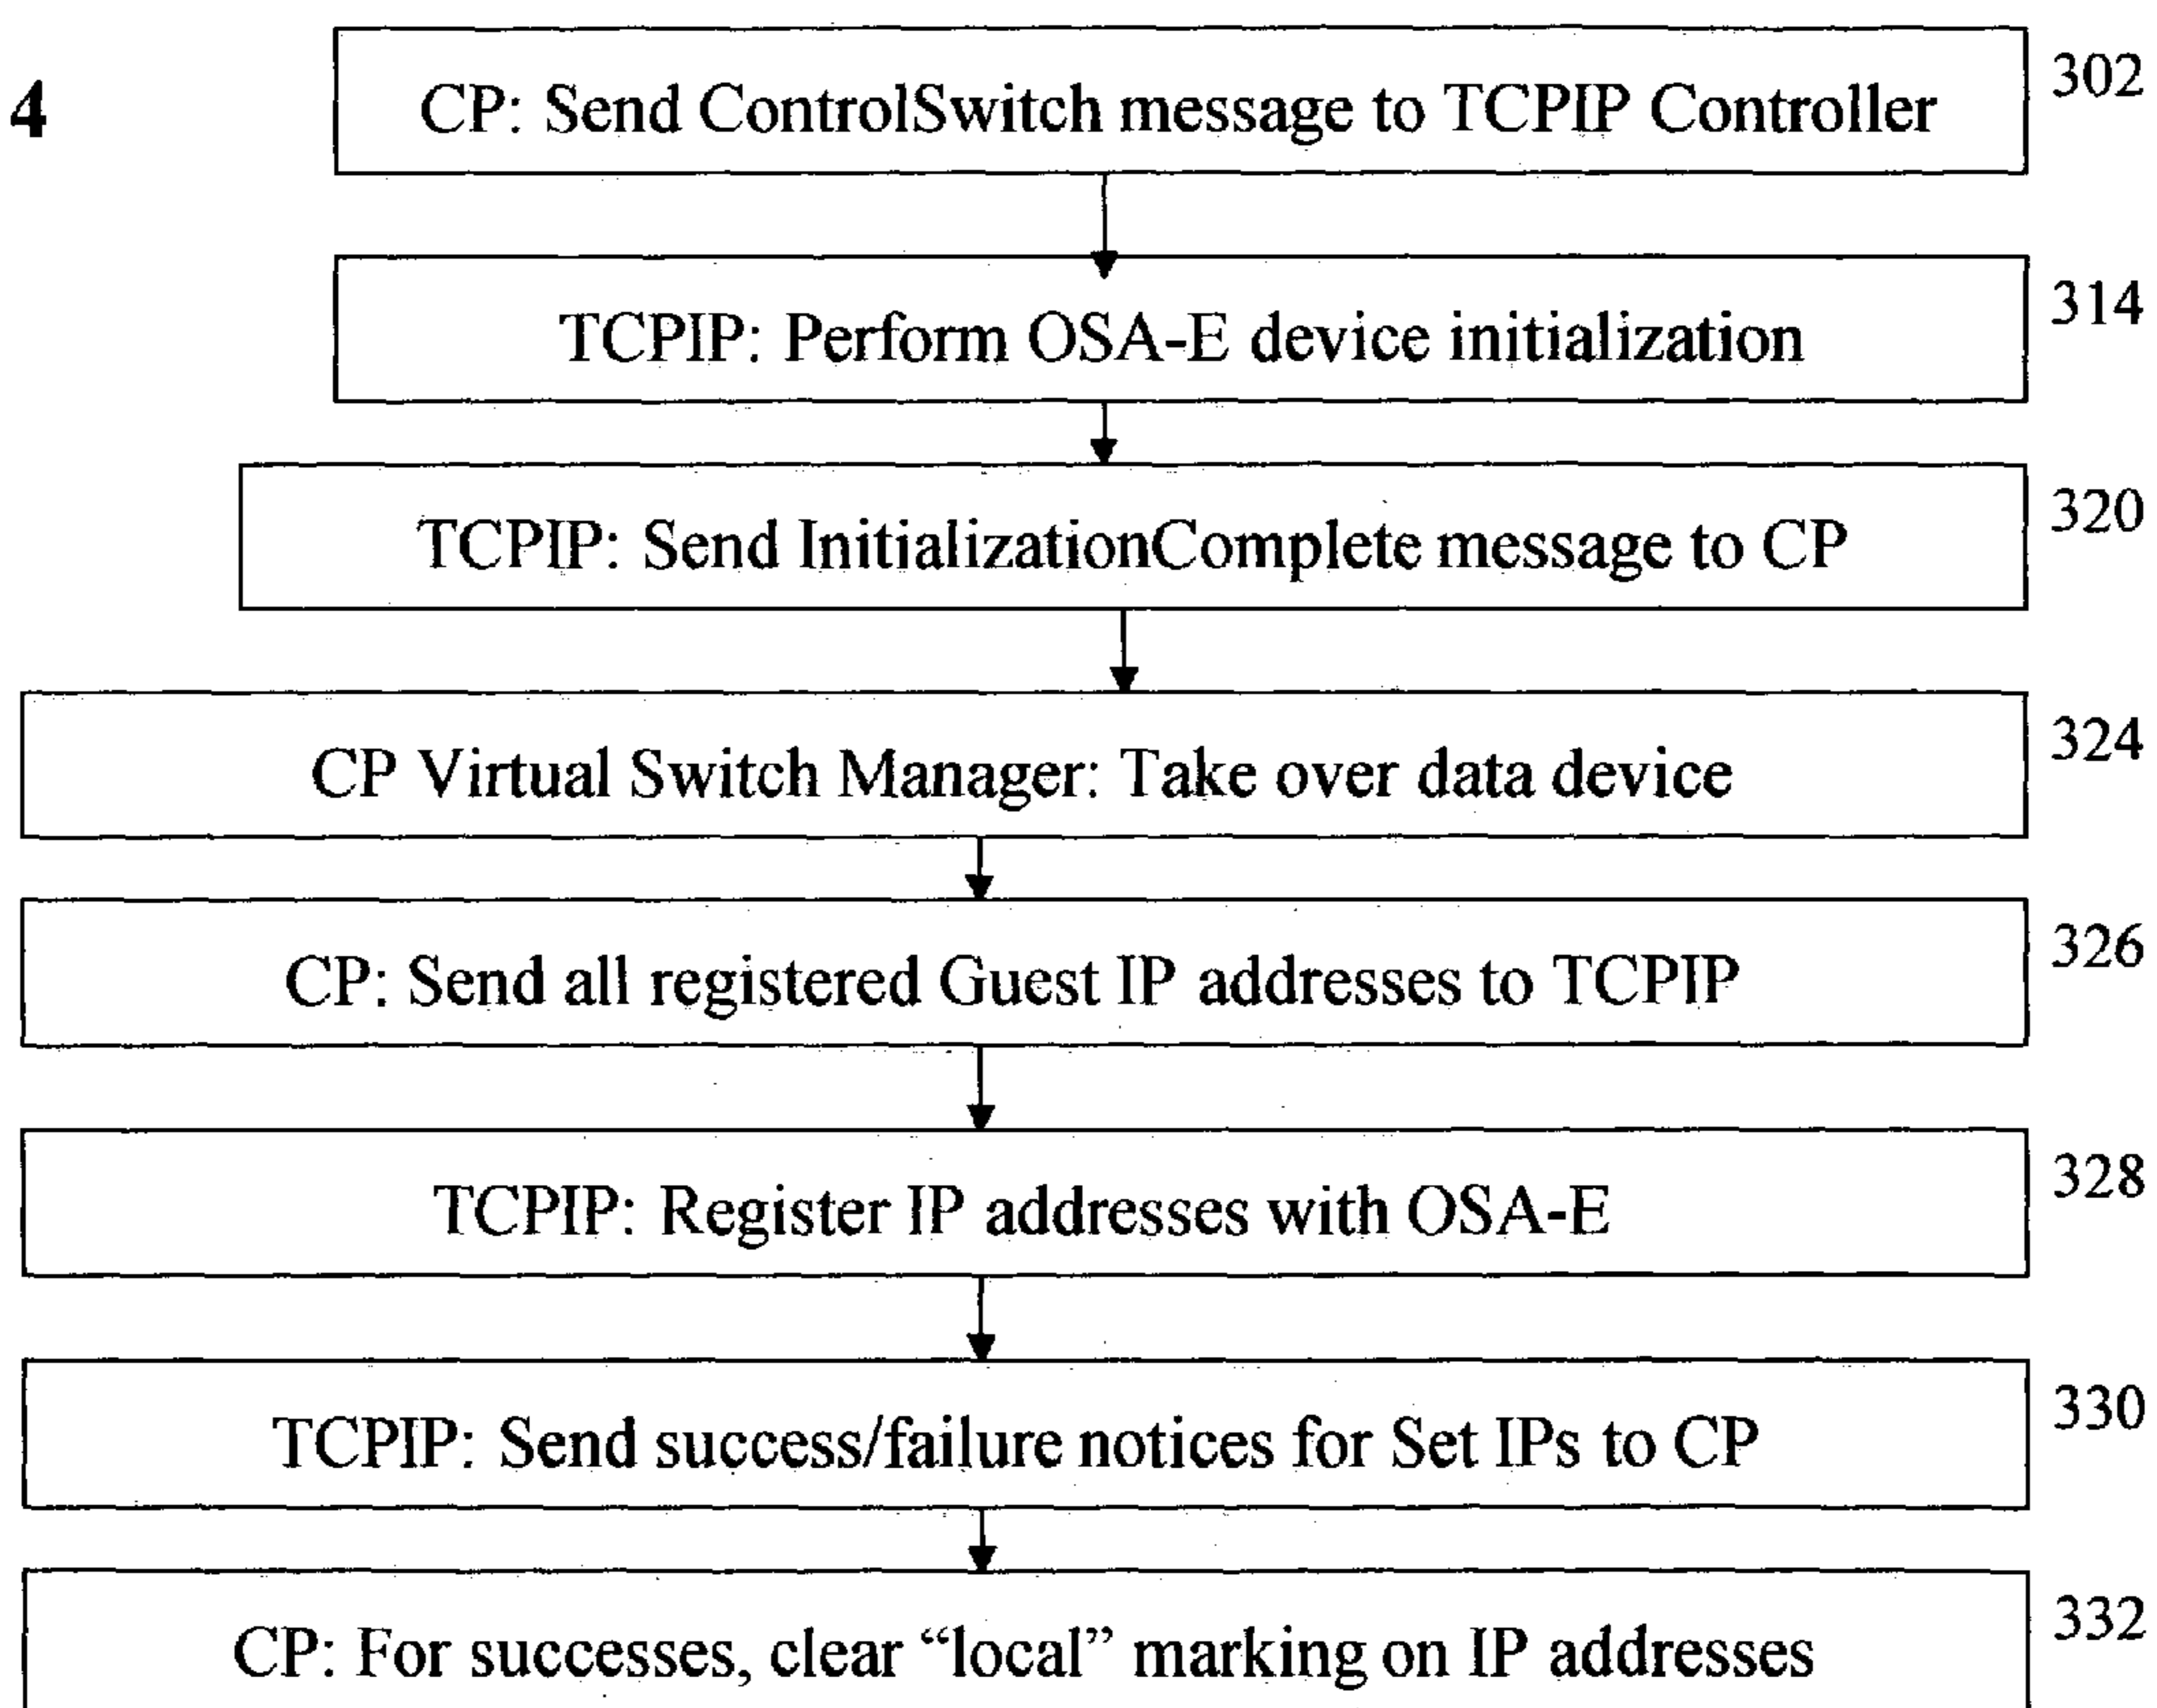 4
CP: Send ControlSwitch message to TCPIP Controller
302
TCPIP: Perform OSA-E device initialization
314
TCPIP: Send InitializationComplete message to CP
320
CP Virtual Switch Manager: Take over data device
324
CP: Send all registered Guest IP addresses to TCPIP
326
TCPIP: Register IP addresses with OSA-E
328
TCPIP: Send success/failure notices for Set IPs to CP
330
CP: For successes, clear “local” marking on IP addresses
332